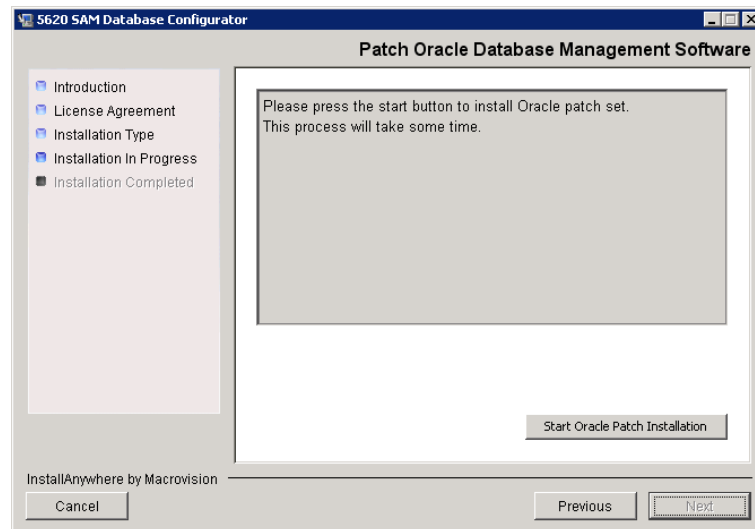 5620 SAM Database Configurator
Patch Oracle Database Management Software
Introduction
License Agreement
Installation Type
Installation In Progress
Installation Completed
Please press the start button to install Oracle patch set.
This process will take some time.
Start Oracle Patch Installation
InstallAnywhere by Macrovision
Cancel
Previous
Next